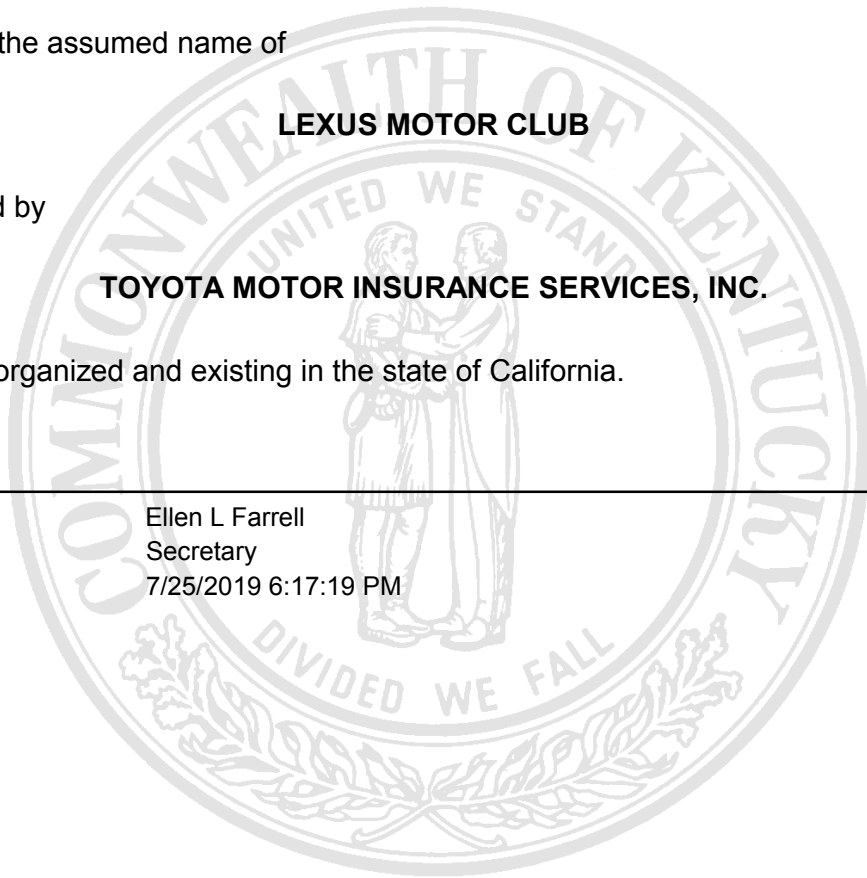 the assumed name of
LEXUS MOTOR CLUB
d by
TOYOTA MOTOR INSURANCE SERVICES, INC.
organized and existing in the state of California.
Ellen L Farrell
Secretary
7/25/2019 6:17:19 PM
COMMONWEALTH OF KENTUCKY
UNITED WE STAND
DIVIDED WE FALL